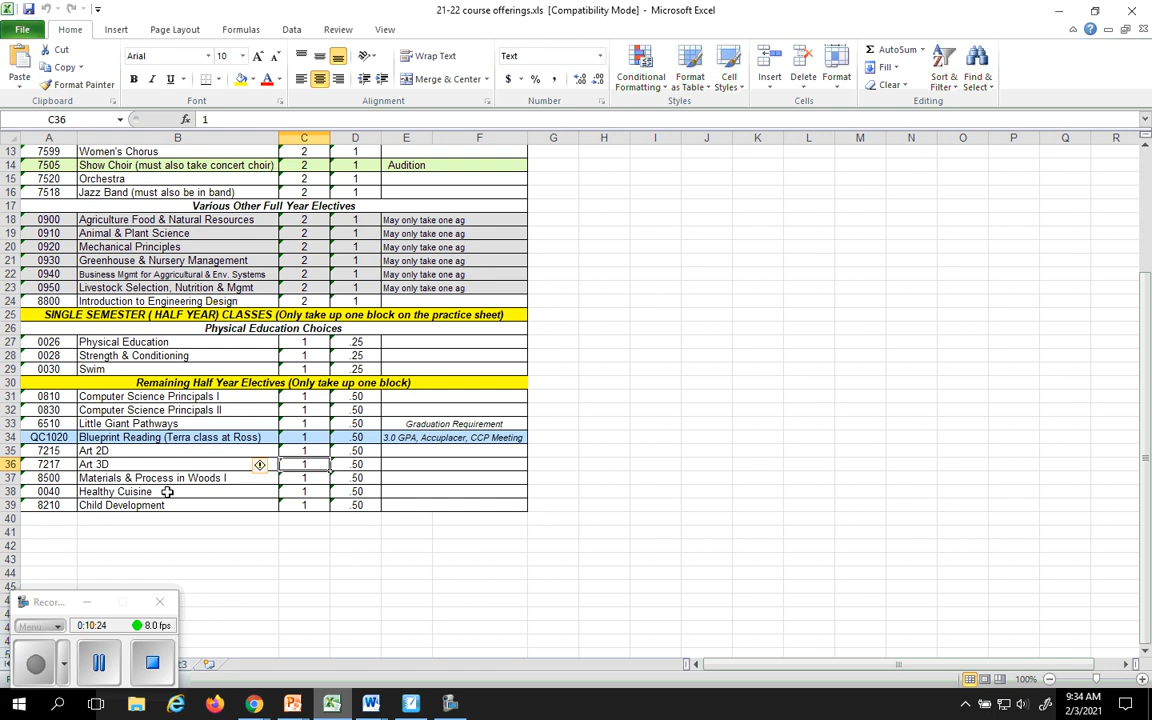 21-22 course offerings.xls [Compatibility Mode] - Microsoft Excel
File Home Insert Page Layout Formulas Data Review View
Cut Arial 10 Wrap Text Text AutoSum
Copy Fill
Paste Format Painter B I U Merge & Center $ % , Conditional Formatting Format as Table Cell Styles Insert Delete Format Clear Sort & Filter Find & Select
Clipboard Font Alignment Number Styles Cells Editing
C36 fx 1
A B C D E F G H I J K L M N O P Q R
13 7599 Women's Chorus 2 1
14 7505 Show Choir (must also take concert choir) 2 1 Audition
15 7520 Orchestra 2 1
16 7518 Jazz Band (must also be in band) 2 1
17 Various Other Full Year Electives
18 0900 Agriculture Food & Natural Resources 2 1 May only take one ag
19 0910 Animal & Plant Science 2 1 May only take one ag
20 0920 Mechanical Principles 2 1 May only take one ag
21 0930 Greenhouse & Nursery Management 2 1 May only take one ag
22 0940 Business Mgmt for Aggricultural & Env. Systems 2 1 May only take one ag
23 0950 Livestock Selection, Nutrition & Mgmt 2 1 May only take one ag
24 8800 Introduction to Engineering Design 2 1
25 SINGLE SEMESTER ( HALF YEAR) CLASSES (Only take up one block on the practice sheet)
26 Physical Education Choices
27 0026 Physical Education 1 .25
28 0028 Strength & Conditioning 1 .25
29 0030 Swim 1 .25
30 Remaining Half Year Electives (Only take up one block)
31 0810 Computer Science Principals I 1 .50
32 0830 Computer Science Principals II 1 .50
33 6510 Little Giant Pathways 1 .50 Graduation Requirement
34 QC1020 Blueprint Reading (Terra class at Ross) 1 .50 3.0 GPA, Accuplacer, CCP Meeting
35 7215 Art 2D 1 .50
36 7217 Art 3D 1 .50
37 8500 Materials & Process in Woods I 1 .50
38 0040 Healthy Cuisine 1 .50
39 8210 Child Development 1 .50
40
41
42
43
44
45
Recor...
Menu 0:10:24 8.0 fps
100%
9:34 AM
2/3/2021